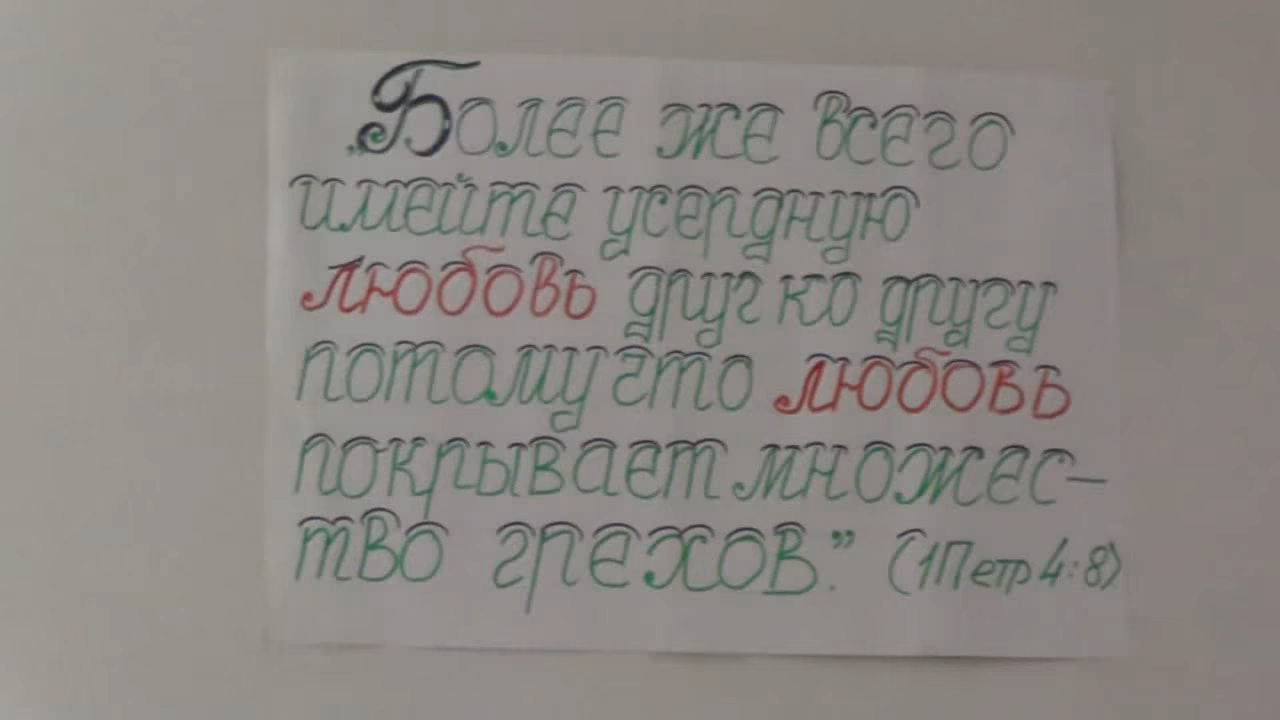 „Более же всего
имейте усердную
любовь друг ко другу
потому что любовь
покрывает множес-
тво грехов.” (1Петр 4:8)